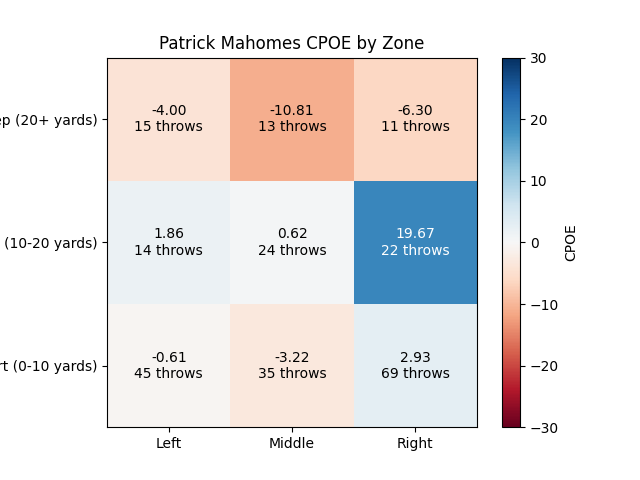 Patrick Mahomes CPOE by Zone
(20+ yards)
-4.00
15 throws
-10.81
13 throws
-6.30
11 throws
(10-20 yards)
1.86
14 throws
0.62
24 throws
19.67
22 throws
(0-10 yards)
-0.61
45 throws
-3.22
35 throws
2.93
69 throws
Left
Middle
Right
30
20
10
0
−10
−20
−30
CPOE